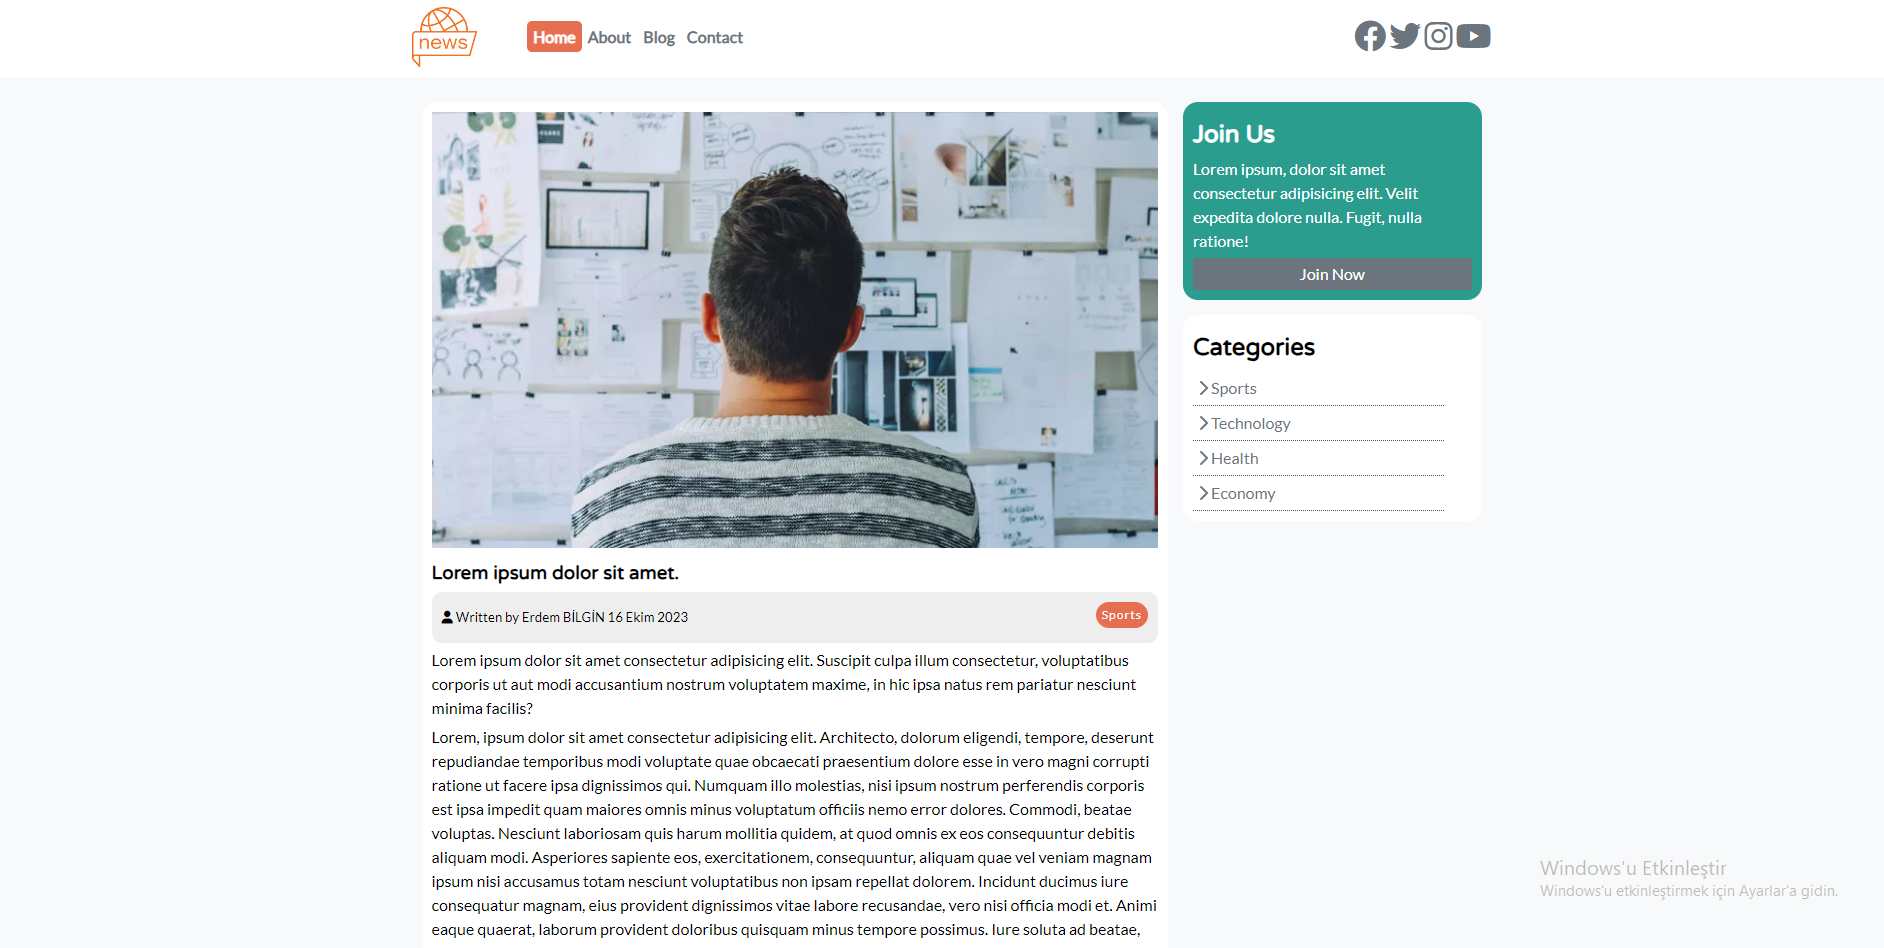 news
Home About Blog Contact
Join Us
Lorem ipsum, dolor sit amet
consectetur adipisicing elit. Velit
expedita dolore nulla. Fugit, nulla
ratione!
Join Now
Categories
Sports
Technology
Health
Economy
Lorem ipsum dolor sit amet.
Written by Erdem BİLGİN 16 Ekim 2023
Sports
Lorem ipsum dolor sit amet consectetur adipisicing elit. Suscipit culpa illum consectetur, voluptatibus
corporis ut aut modi accusantium nostrum voluptatem maxime, in hic ipsa natus rem pariatur nesciunt
minima facilis?
Lorem, ipsum dolor sit amet consectetur adipisicing elit. Architecto, dolorum eligendi, tempore, deserunt
repudiandae temporibus modi voluptate quae obcaecati praesentium dolore esse in vero magni corrupti
ratione ut facere ipsa dignissimos qui. Numquam illo molestias, nisi ipsum nostrum perferendis corporis
est ipsa impedit quam maiores omnis minus voluptatum officiis nemo error dolores. Commodi, beatae
voluptas. Nesciunt laboriosam quis harum mollitia quidem, at quod omnis ex eos consequuntur debitis
aliquam modi. Asperiores sapiente eos, exercitationem, consequuntur, aliquam quae vel veniam magnam
ipsum nisi accusamus totam nesciunt voluptatibus non ipsam repellat dolorem. Incidunt ducimus iure
consequatur magnam, eius provident dignissimos vitae labore recusandae, vero nisi officia modi et. Animi
eaque quaerat, laborum provident doloribus quisquam minus tempore possimus. Iure soluta ad beatae,
Windows'u Etkinleştir
Windows'u etkinleştirmek için Ayarlar'a gidin.